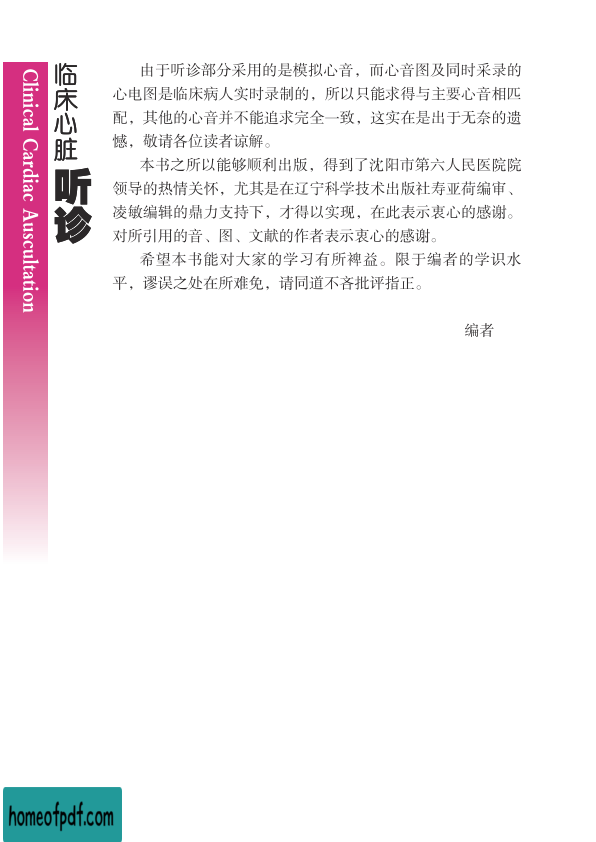 临床心脏
听诊
Clinical Cardiac Auscultation
由于听诊部分采用的是模拟心音，而心音图及同时采录的
心电图是临床病人实时录制的，所以只能求得与主要心音相匹
配，其他的心音并不能追求完全一致，这实在是出于无奈的遗
憾，敬请各位读者谅解。
本书之所以能够顺利出版，得到了沈阳市第六人民医院院
领导的热情关怀，尤其是在辽宁科学技术出版社寿亚荷编审、
凌敏编辑的鼎力支持下，才得以实现，在此表示衷心的感谢。
对所引用的音、图、文献的作者表示衷心的感谢。
希望本书能对大家的学习有所裨益。限于编者的学识水
平，谬误之处在所难免，请同道不吝批评指正。
编者
homeofpdf.com